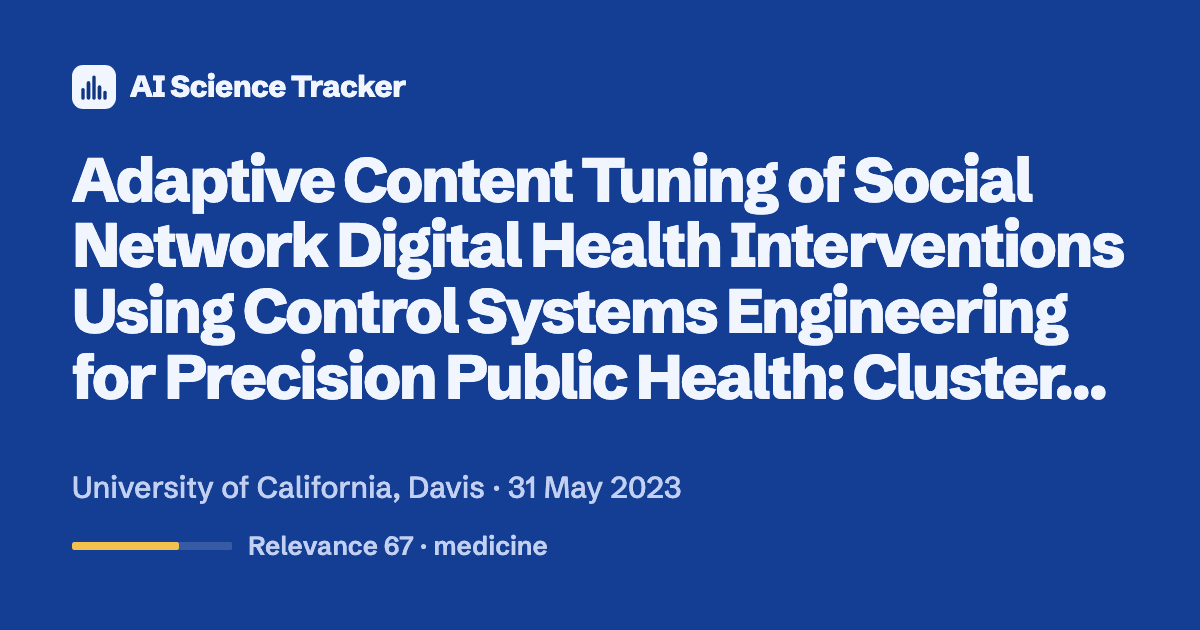 AI Science Tracker
Adaptive Content Tuning of Social
Network Digital Health Interventions
Using Control Systems Engineering
for Precision Public Health: Cluster...
University of California, Davis · 31 May 2023
Relevance 67 · medicine